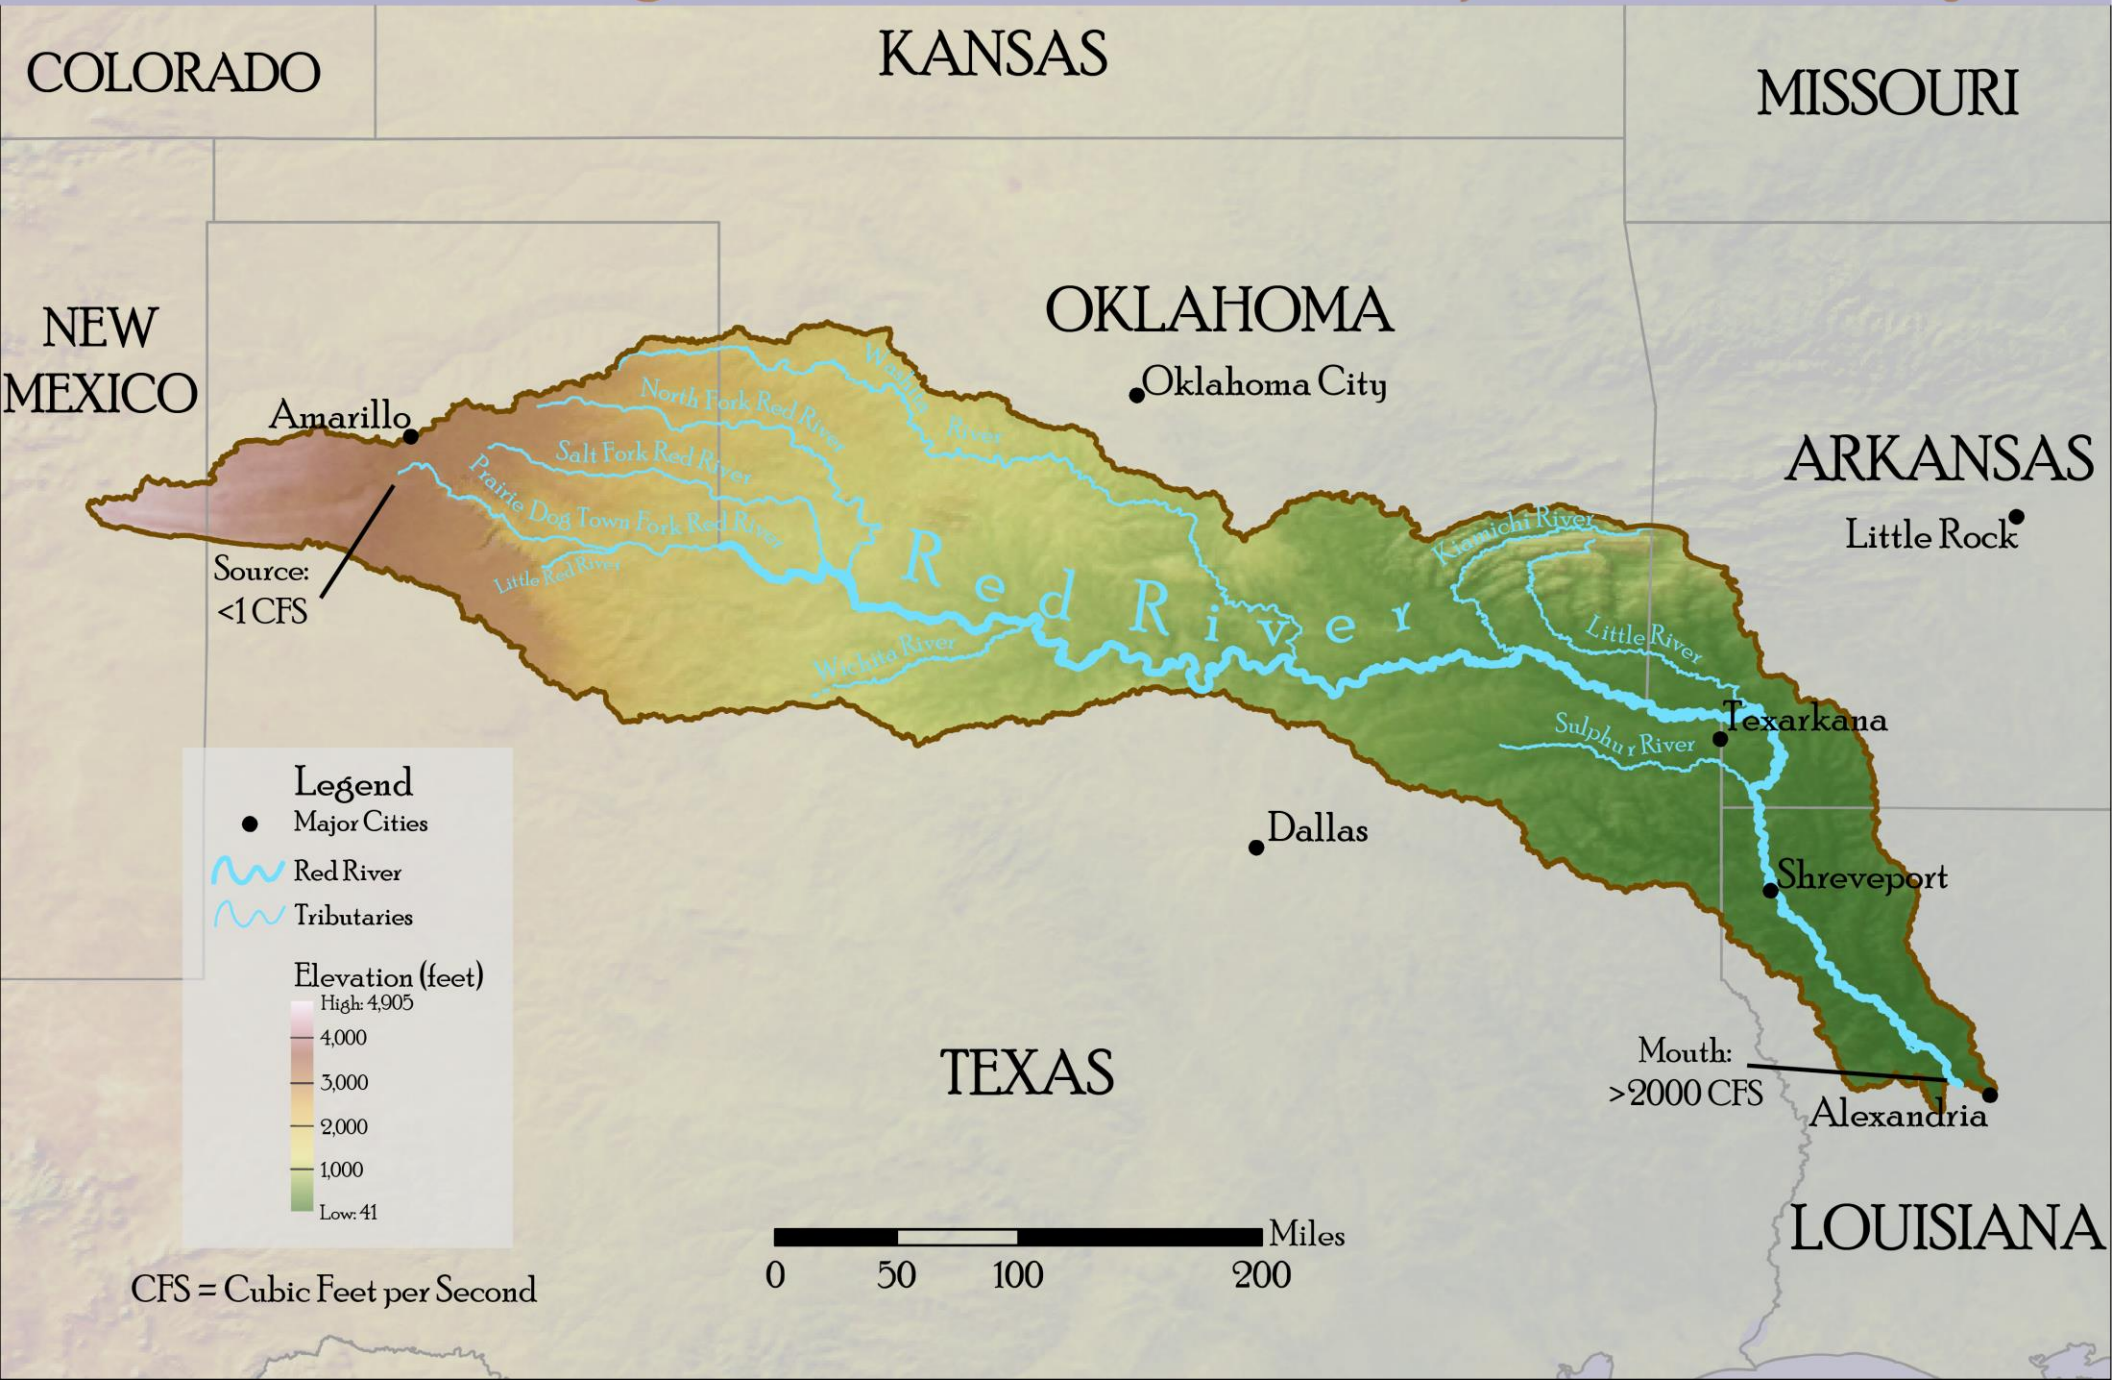 COLORADO
KANSAS
MISSOURI
NEW
MEXICO
OKLAHOMA
Oklahoma City
Amarillo
ARKANSAS
Little Rock
Washita River
North Fork Red River
Salt Fork Red River
Prairie Dog Town Fork Red River
Little Red River
Red River
Wichita River
Kiamichi River
Little River
Sulphur River
Source:
<1 CFS
Texarkana
Dallas
Shreveport
Legend
Major Cities
Red River
Tributaries
Elevation (feet)
High: 4,905
4,000
3,000
2,000
1,000
Low: 41
TEXAS
Mouth:
>2000 CFS
Alexandria
LOUISIANA
Miles
0 50 100 200
CFS = Cubic Feet per Second